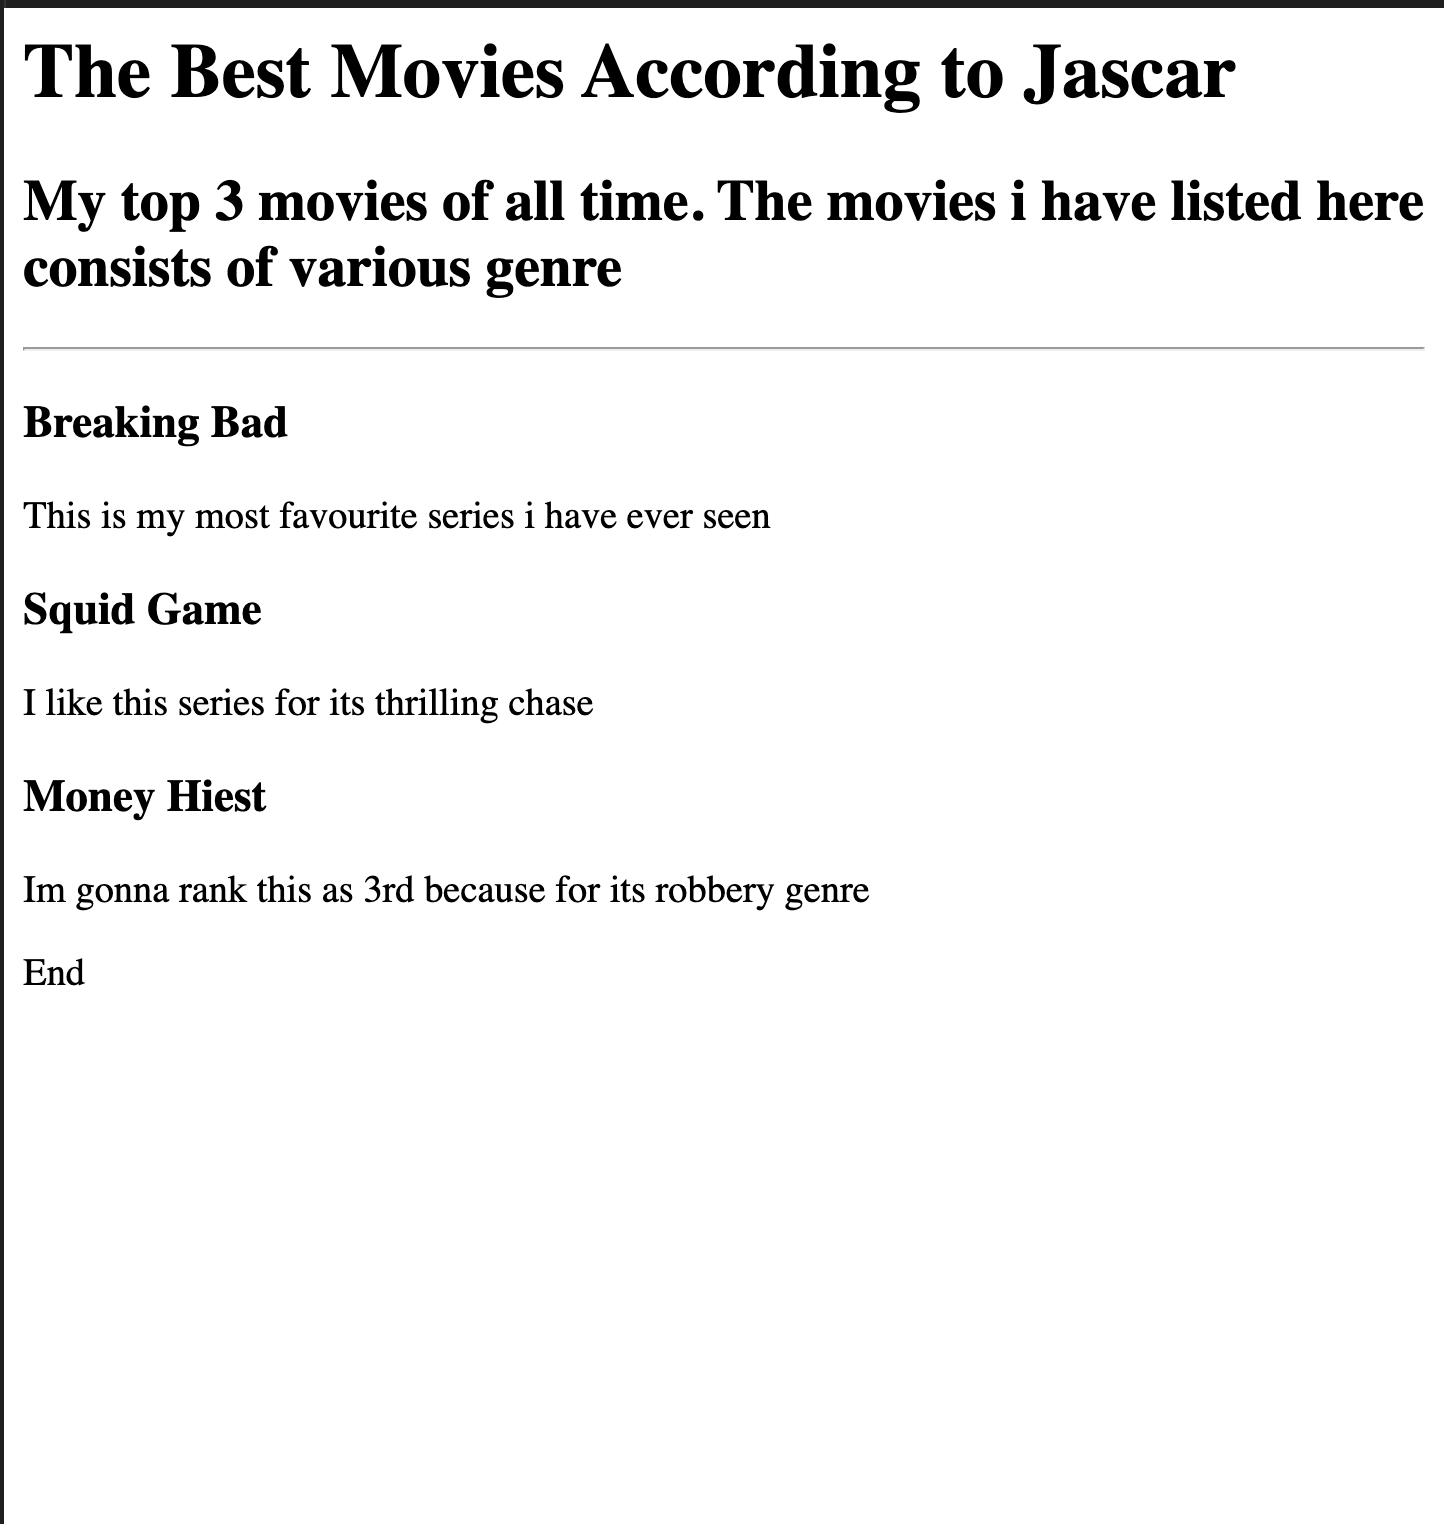 The Best Movies According to Jascar
My top 3 movies of all time. The movies i have listed here
consists of various genre
Breaking Bad
This is my most favourite series i have ever seen
Squid Game
I like this series for its thrilling chase
Money Hiest
Im gonna rank this as 3rd because for its robbery genre
End